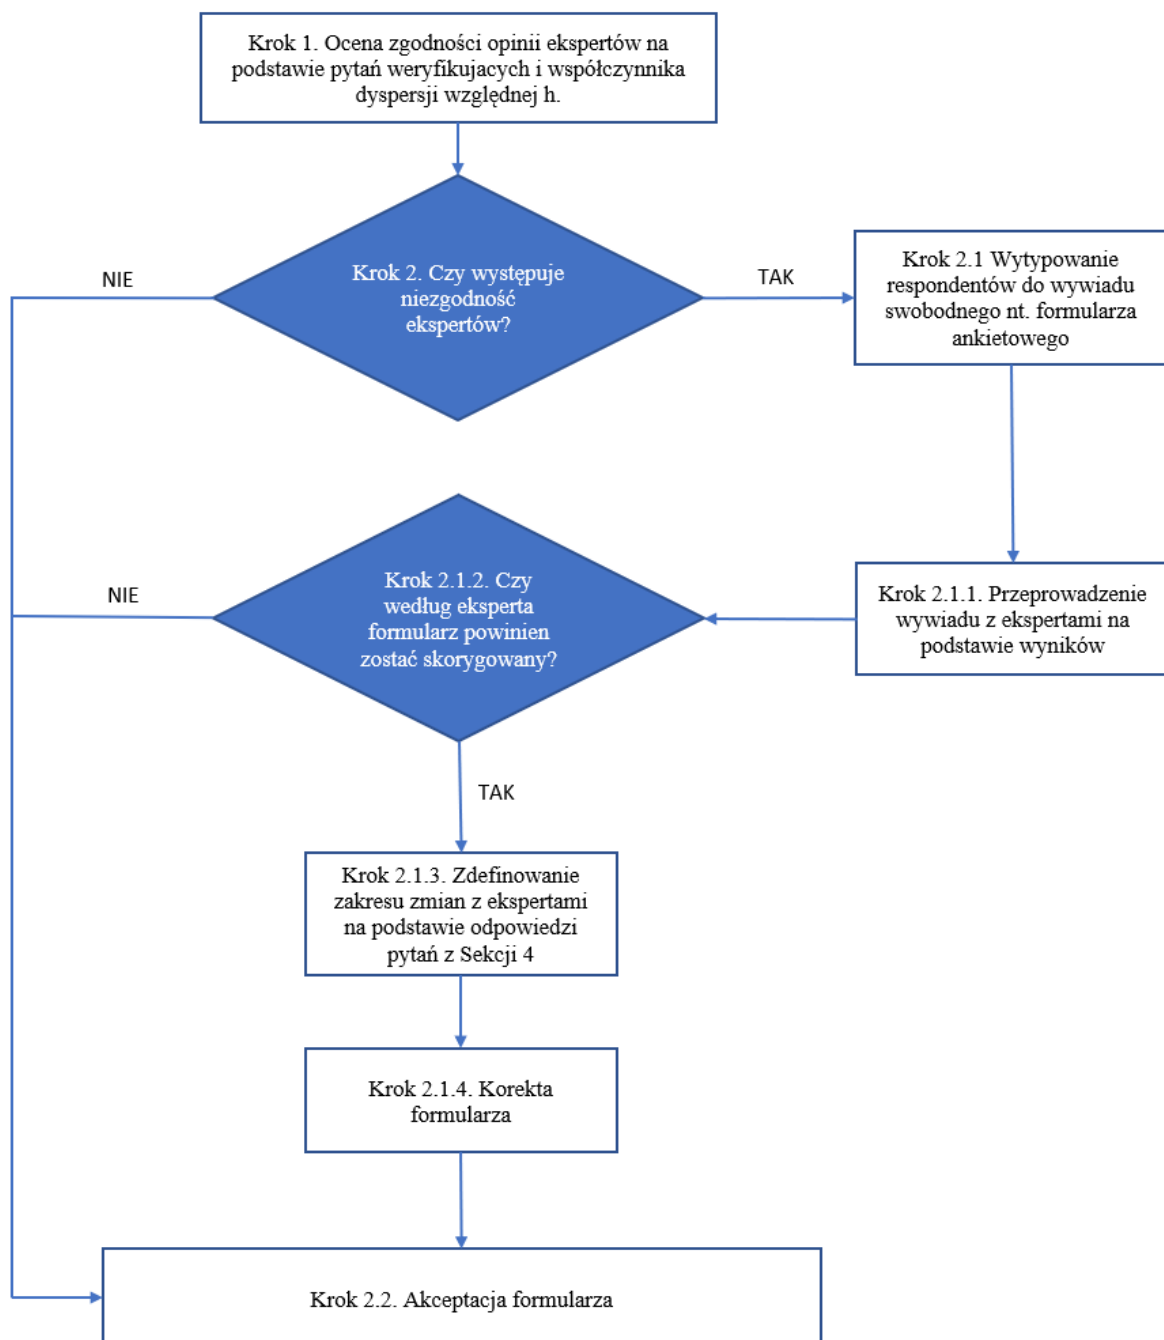 Krok 1. Ocena zgodności opinii ekspertów na
podstawie pytań weryfikujacych i współczynnika
dyspersji względnej h.
NIE
Krok 2. Czy występuje
niezgodność
ekspertów?
TAK
Krok 2.1 Wytypowanie
respondentów do wywiadu
swobodnego nt. formularza
ankietowego
NIE
Krok 2.1.2. Czy
według eksperta
formularz powinien
zostać skorygowany?
Krok 2.1.1. Przeprowadzenie
wywiadu z ekspertami na
podstawie wyników
TAK
Krok 2.1.3. Zdefinowanie
zakresu zmian z ekspertami
na podstawie odpowiedzi
pytań z Sekcji 4
Krok 2.1.4. Korekta
formularza
Krok 2.2. Akceptacja formularza